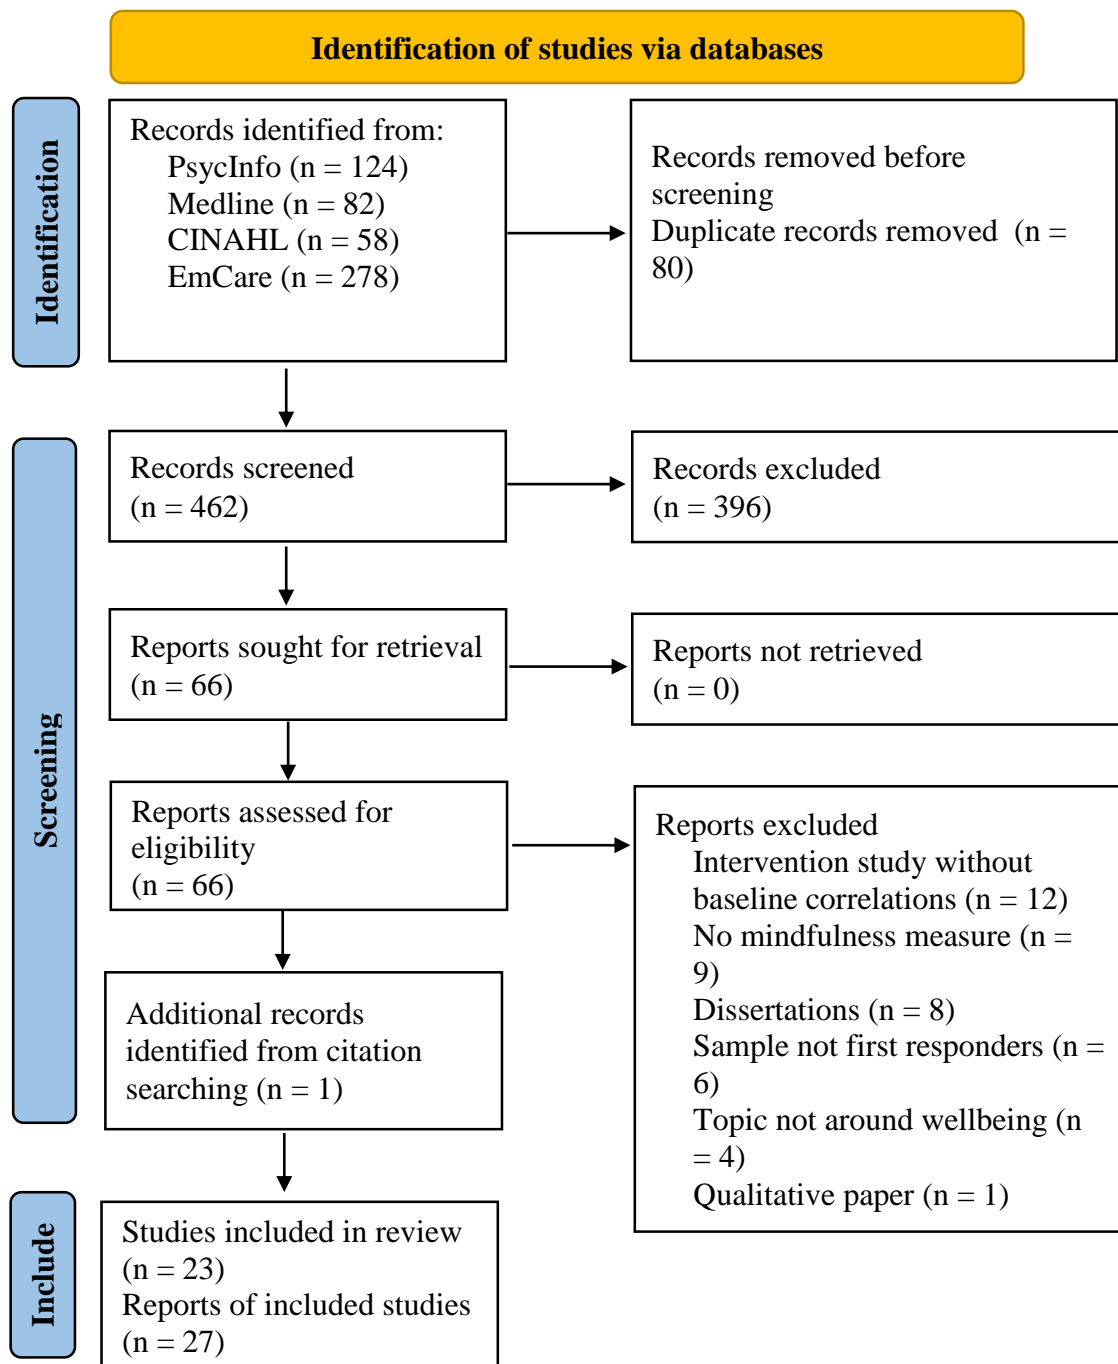 Identification of studies via databases
Identification
Records identified from:
PsycInfo (n = 124)
Medline (n = 82)
CINAHL (n = 58)
EmCare (n = 278)
Records removed before
screening
Duplicate records removed (n =
80)
Screening
Records screened
(n = 462)
Records excluded
(n = 396)
Reports sought for retrieval
(n = 66)
Reports not retrieved
(n = 0)
Reports assessed for
eligibility
(n = 66)
Reports excluded
Intervention study without
baseline correlations (n = 12)
No mindfulness measure (n =
9)
Dissertations (n = 8)
Sample not first responders (n =
6)
Topic not around wellbeing (n
= 4)
Qualitative paper (n = 1)
Additional records
identified from citation
searching (n = 1)
Include
Studies included in review
(n = 23)
Reports of included studies
(n = 27)